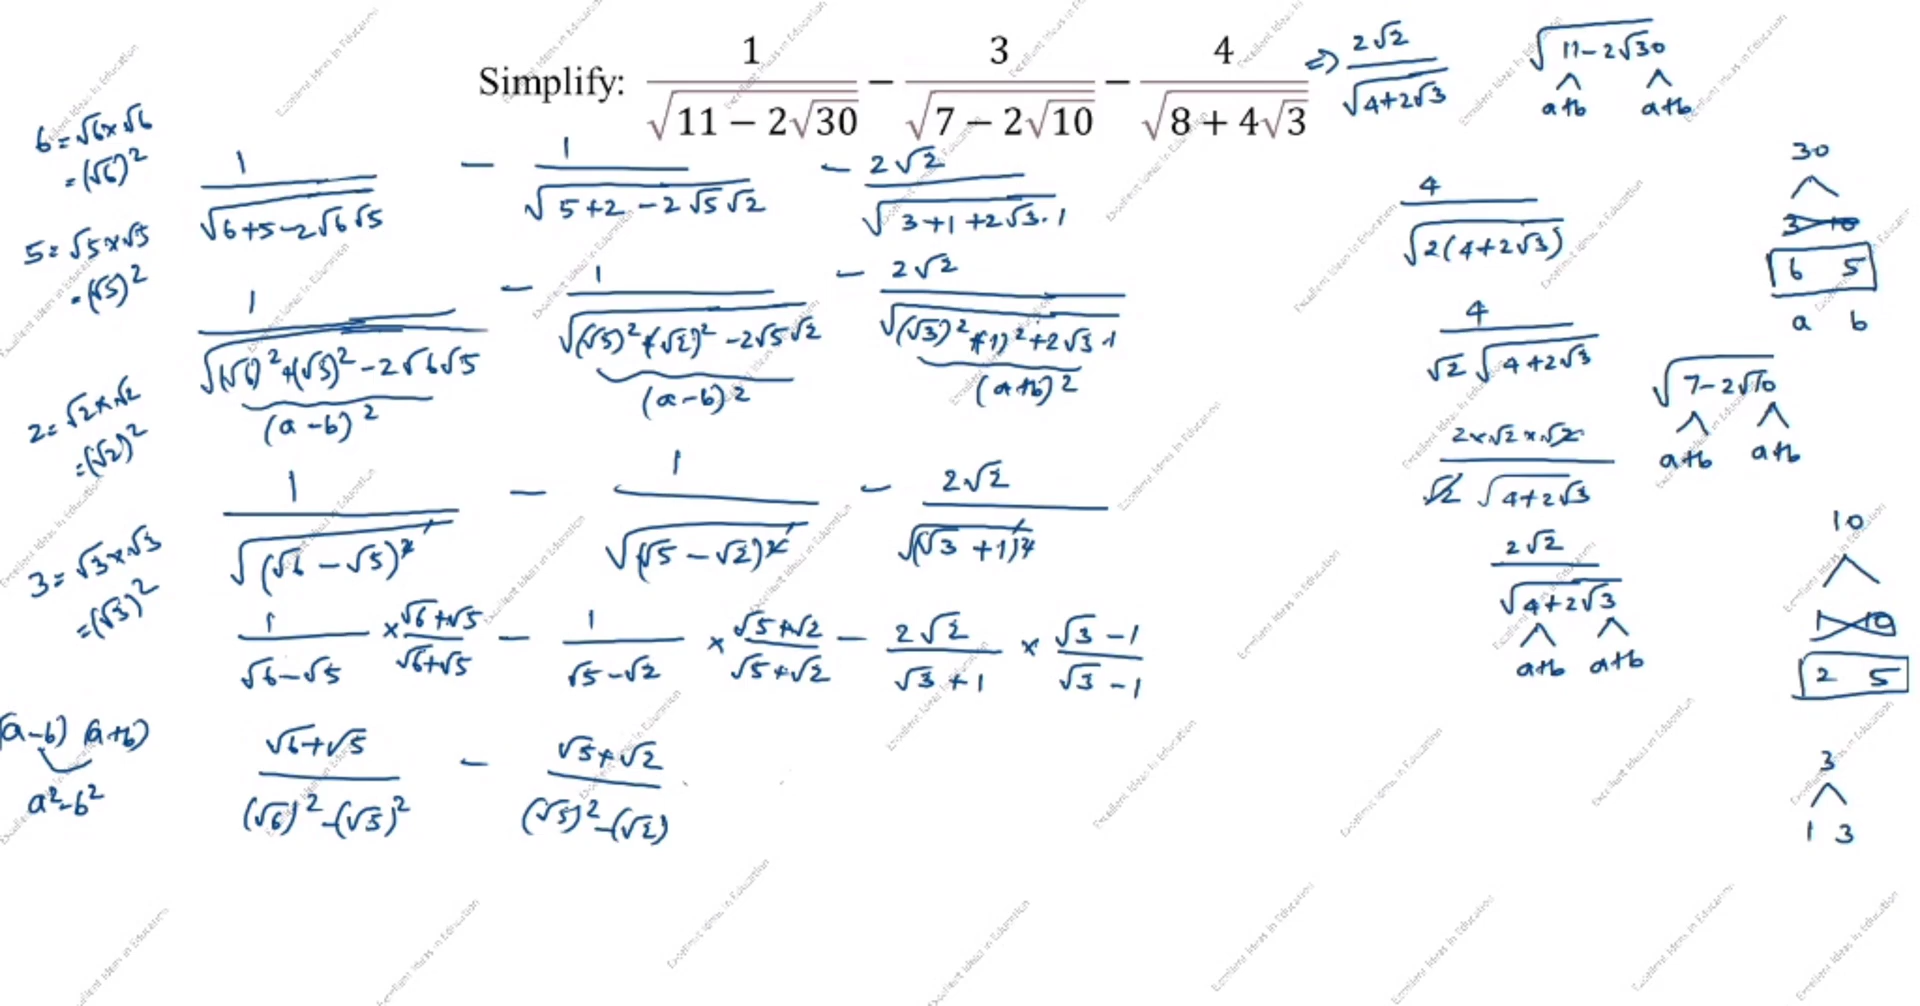 Simplify: 1/√(11 − 2√30) − 3/√(7 − 2√10) − 4/√(8 + 4√3) => 2√2/√(4+2√3)
√(11−2√30)
a+b a+b
6 = √6×√6
= (√6)²
5 = √5×√5
= (√5)²
2 = √2×√2
= (√2)²
3 = √3×√3
= (√3)²
(a−b) (a+b)
a²−b²
1/√(6+5−2√6√5) − 1/√(5+2−2√5√2) − 2√2/√(3+1+2√3·1)
1/√((√6)²+(√5)²−2√6√5) − 1/√((√5)²+(√2)²−2√5√2) − 2√2/√((√3)²+(1)²+2√3·1)
(a−b)² (a−b)² (a+b)²
1/√((√6−√5)²) − 1/√((√5−√2)²) − 2√2/√((√3+1)²)
1/(√6−√5) × (√6+√5)/(√6+√5) − 1/(√5−√2) × (√5+√2)/(√5+√2) − 2√2/(√3+1) × (√3−1)/(√3−1)
(√6+√5)/((√6)²−(√5)²) − (√5+√2)/((√5)²−(√2)
4/√(2(4+2√3))
4/(√2 √(4+2√3))
2×√2×√2/(√2 √(4+2√3))
2√2/√(4+2√3)
a+b a+b
30
3 10
6 5
a b
√(7−2√10)
a+b a+b
10
1 10
2 5
3
1 3
Excellent Ideas in Education